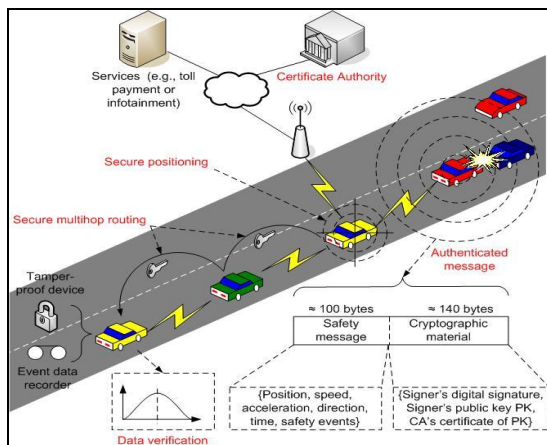 Services (e.g., toll
payment or
infotainment)
Certificate Authority
Secure positioning
Secure multihop routing
Authenticated
message
Tamper-
proof device
≈ 100 bytes
≈ 140 bytes
Safety
message
Cryptographic
material
Event data
recorder
{Position, speed,
acceleration, direction,
time, safety events}
{Signer's digital signature,
Signer's public key PK,
CA's certificate of PK}
Data verification